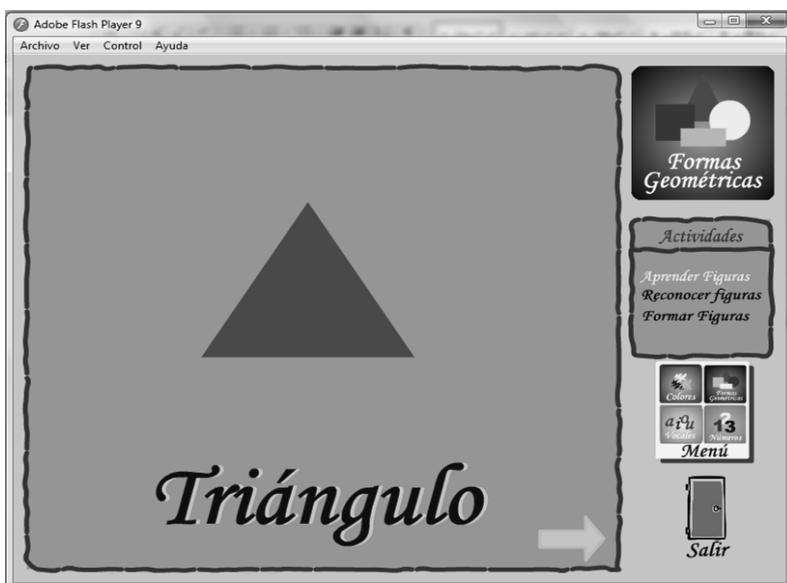 Adobe Flash Player 9
Archivo Ver Control Ayuda
Formas
Geométricas
Actividades
Aprender Figuras
Reconocer figuras
Formar Figuras
Colores
Formas
Geométricas
a i o u
Vocales
13
Números
Menú
Triángulo
Salir